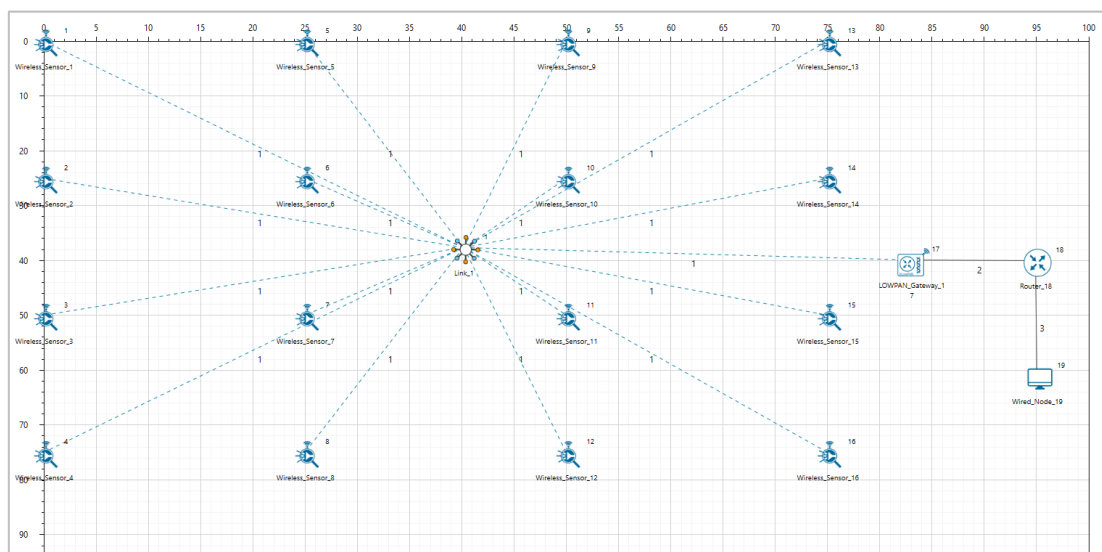 0 5 10 15 20 25 30 35 40 45 50 55 60 65 70 75 80 85 90 95 100
0
1 5 9 13
Wireless_Sensor_1 Wireless_Sensor_5 Wireless_Sensor_9 Wireless_Sensor_13
10
20
1 1 1 1
2 6 10 14
Wireless_Sensor_2 Wireless_Sensor_6 Wireless_Sensor_10 Wireless_Sensor_14
30
1 1 1 1
1
Link_1
17 18
40
1 2
LOWPAN_Gateway_1
7
Router_18
1 1 1 1
3 7 11 15
50
Wireless_Sensor_3 Wireless_Sensor_7 Wireless_Sensor_11 Wireless_Sensor_15
3
1 1 1 1
19
60
Wired_Node_19
70
4 8 12 16
Wireless_Sensor_4 Wireless_Sensor_8 Wireless_Sensor_12 Wireless_Sensor_16
80
90